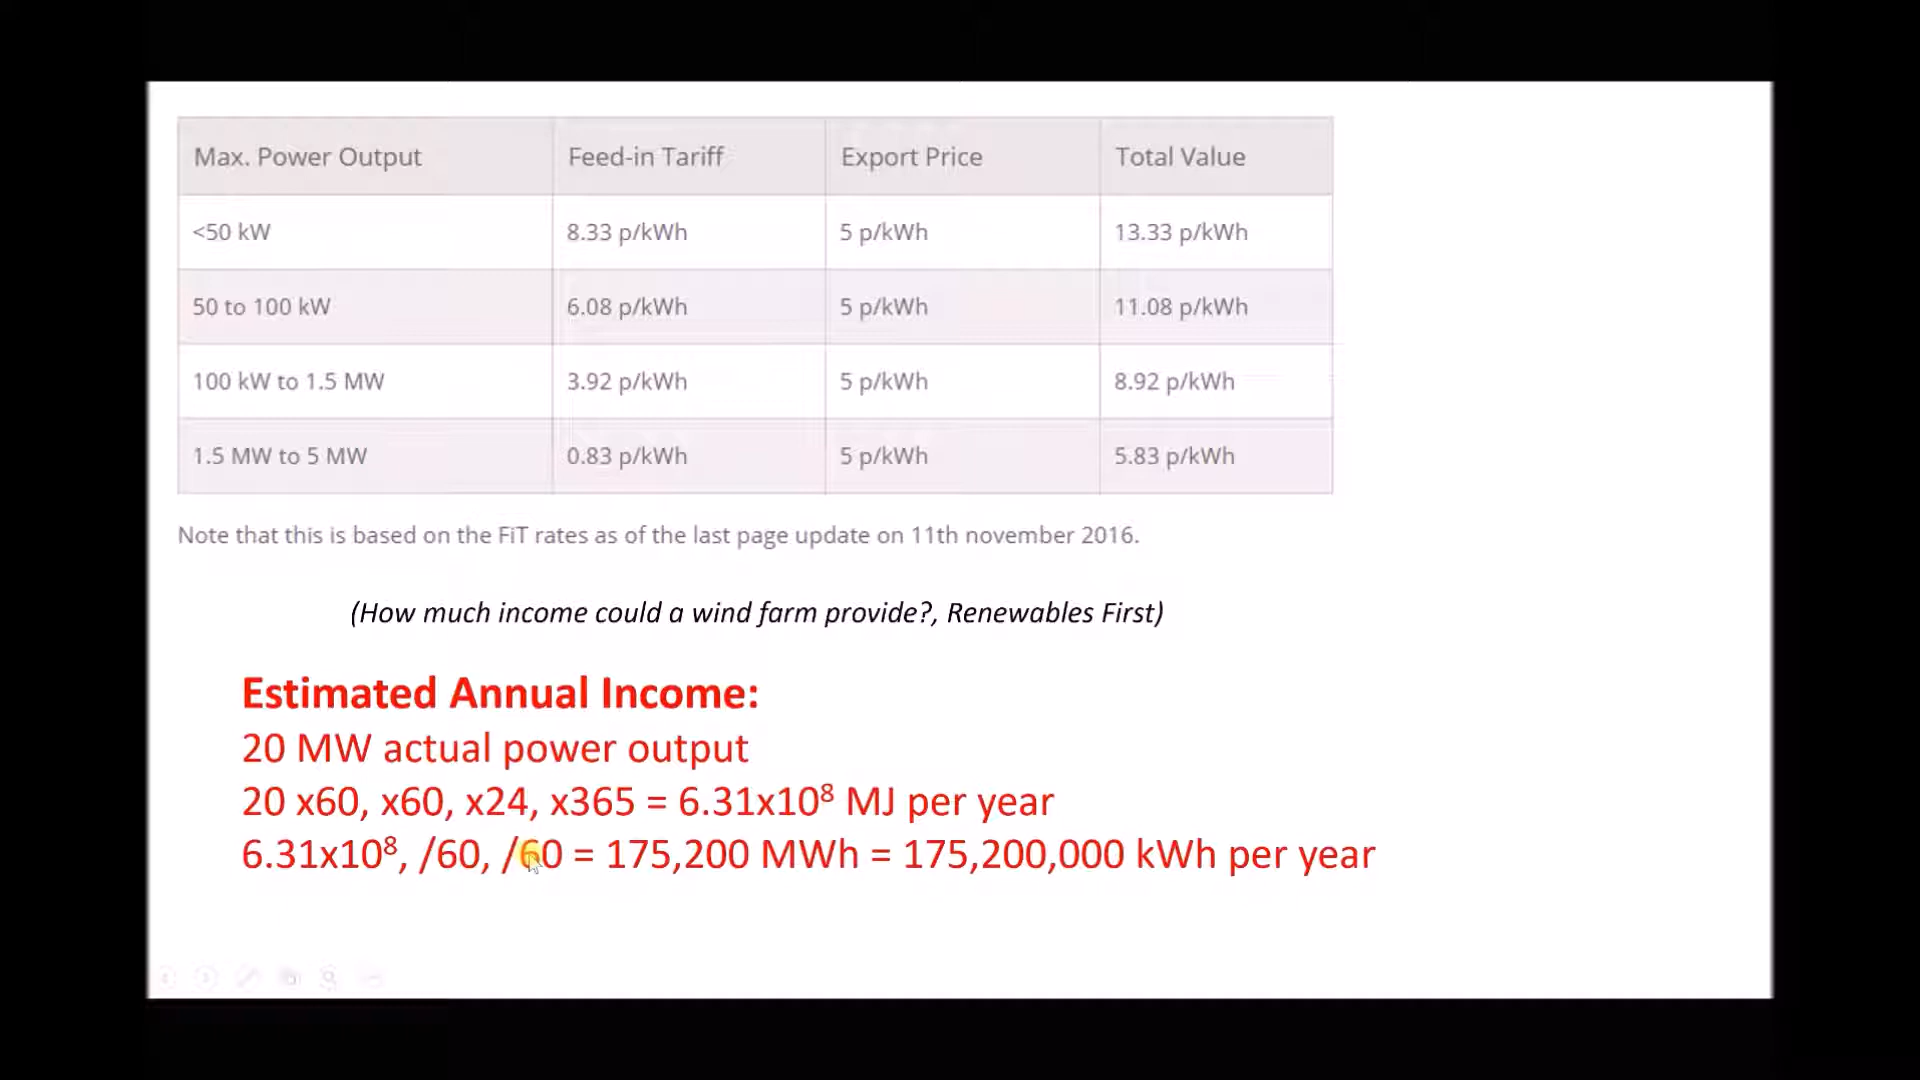 Max. Power Output Feed-in Tariff Export Price Total Value
<50 kW 8.33 p/kWh 5 p/kWh 13.33 p/kWh
50 to 100 kW 6.08 p/kWh 5 p/kWh 11.08 p/kWh
100 kW to 1.5 MW 3.92 p/kWh 5 p/kWh 8.92 p/kWh
1.5 MW to 5 MW 0.83 p/kWh 5 p/kWh 5.83 p/kWh
Note that this is based on the FiT rates as of the last page update on 11th november 2016.
(How much income could a wind farm provide?, Renewables First)
Estimated Annual Income:
20 MW actual power output
20 x60, x60, x24, x365 = 6.31x10⁸ MJ per year
6.31x10⁸, /60, /60 = 175,200 MWh = 175,200,000 kWh per year